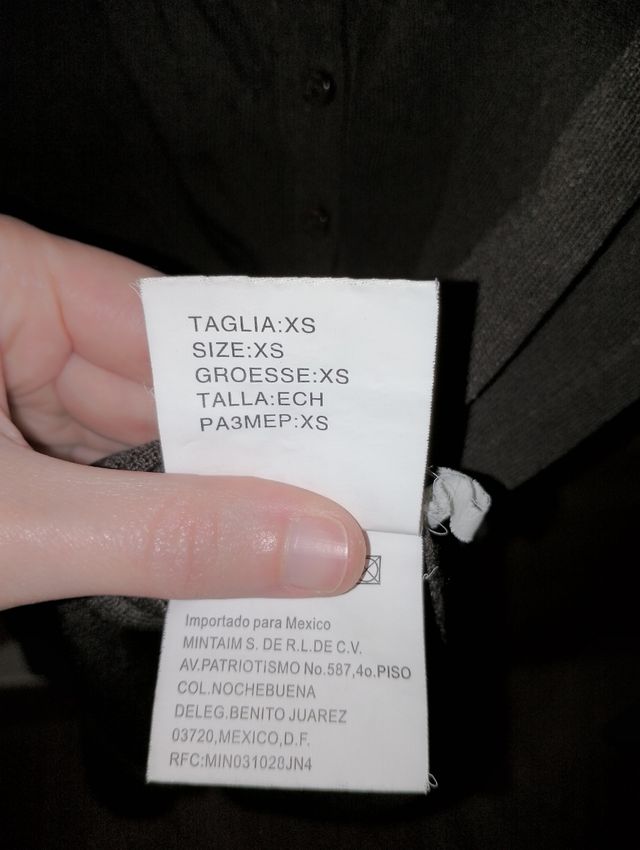 TAGLIA:XS
SIZE:XS
GROESSE:XS
TALLA:ECH
РАЗМЕР:XS
Importado para Mexico
MINTAIM S. DE R.L.DE C.V.
AV.PATRIOTISMO No.587,4o.PISO
COL.NOCHEBUENA
DELEG.BENITO JUAREZ
03720,MEXICO,D.F.
RFC:MIN031028JN4